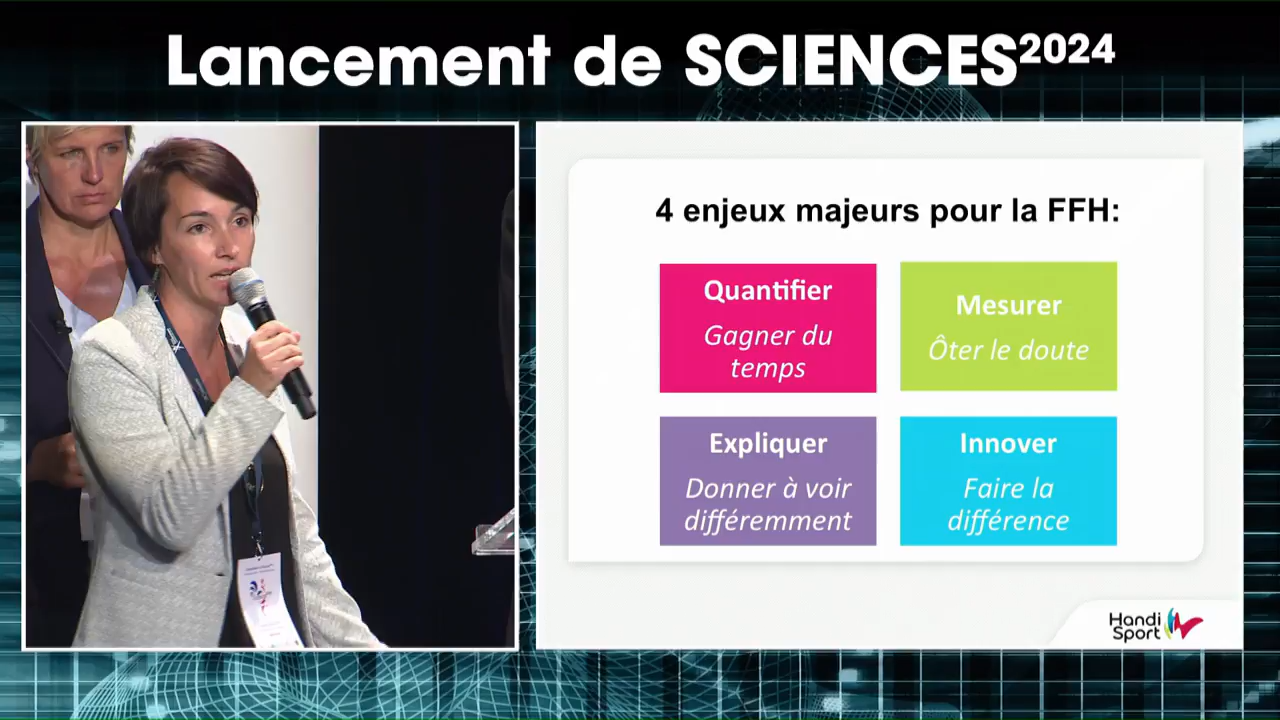 Lancement de SCIENCES²⁰²⁴
4 enjeux majeurs pour la FFH:
Quantifier
Gagner du
temps
Mesurer
Ôter le doute
Expliquer
Donner à voir
différemment
Innover
Faire la
différence
Handi
Sport